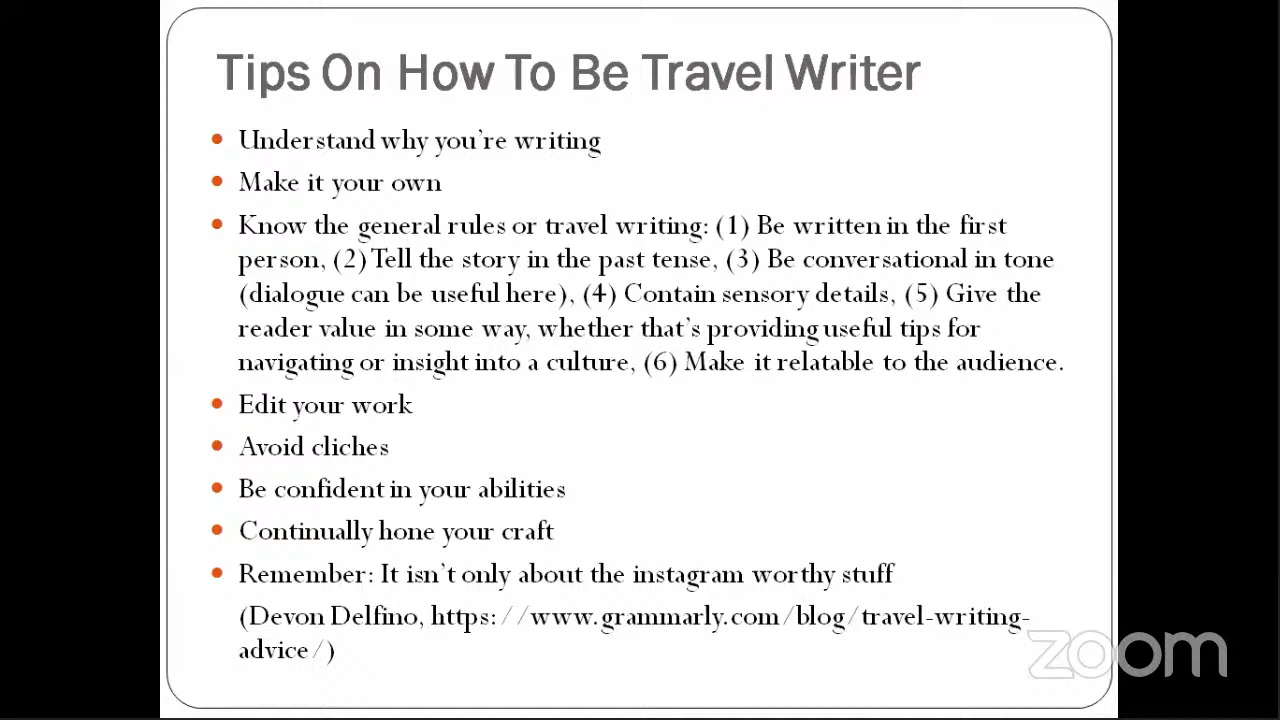 Tips On How To Be Travel Writer
• Understand why you're writing
• Make it your own
• Know the general rules or travel writing: (1) Be written in the first
person, (2) Tell the story in the past tense, (3) Be conversational in tone
(dialogue can be useful here), (4) Contain sensory details, (5) Give the
reader value in some way, whether that's providing useful tips for
navigating or insight into a culture, (6) Make it relatable to the audience.
• Edit your work
• Avoid cliches
• Be confident in your abilities
• Continually hone your craft
• Remember: It isn't only about the instagram worthy stuff
(Devon Delfino, https://www.grammarly.com/blog/travel-writing-
advice/)
zoom